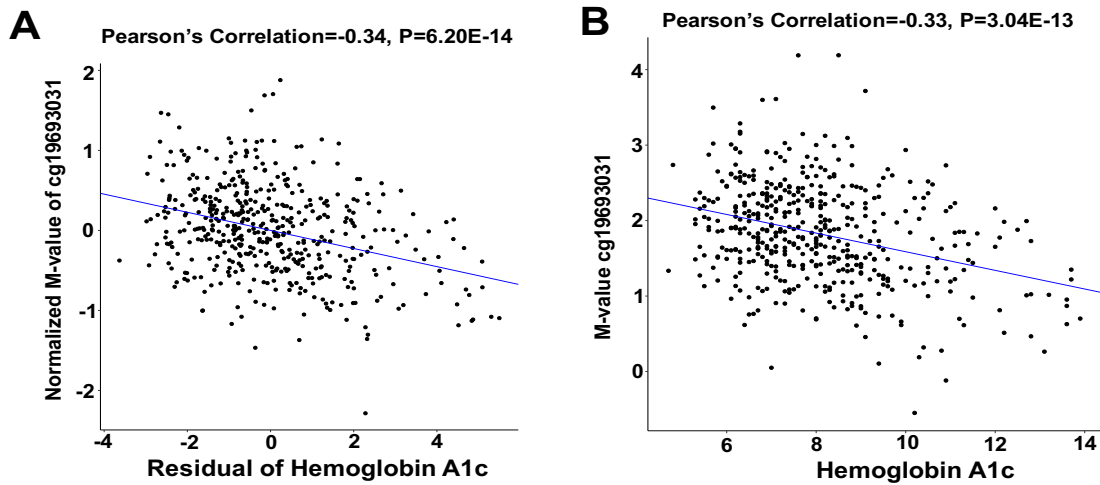 A
Pearson's Correlation=-0.34, P=6.20E-14
Normalized M-value of cg19693031
2
1
0
-1
-2
-4
-2
0
2
4
Residual of Hemoglobin A1c
B
Pearson's Correlation=-0.33, P=3.04E-13
M-value cg19693031
4
3
2
1
0
6
8
10
12
14
Hemoglobin A1c